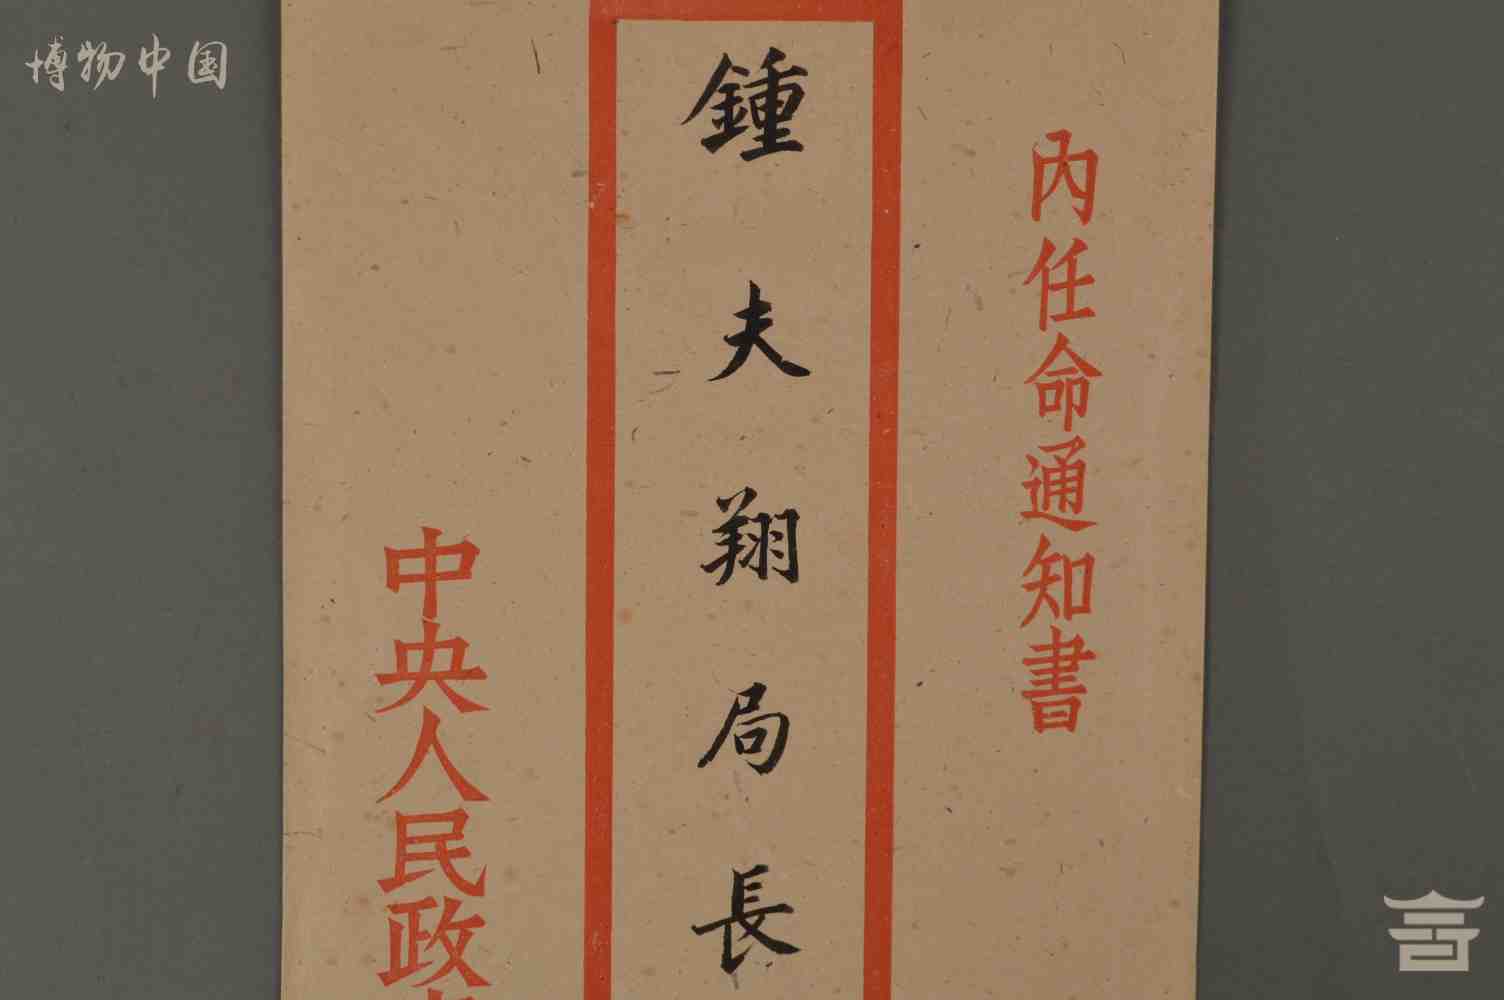 博物中国
內任命通知書
鍾夫翔局長
中央人民政